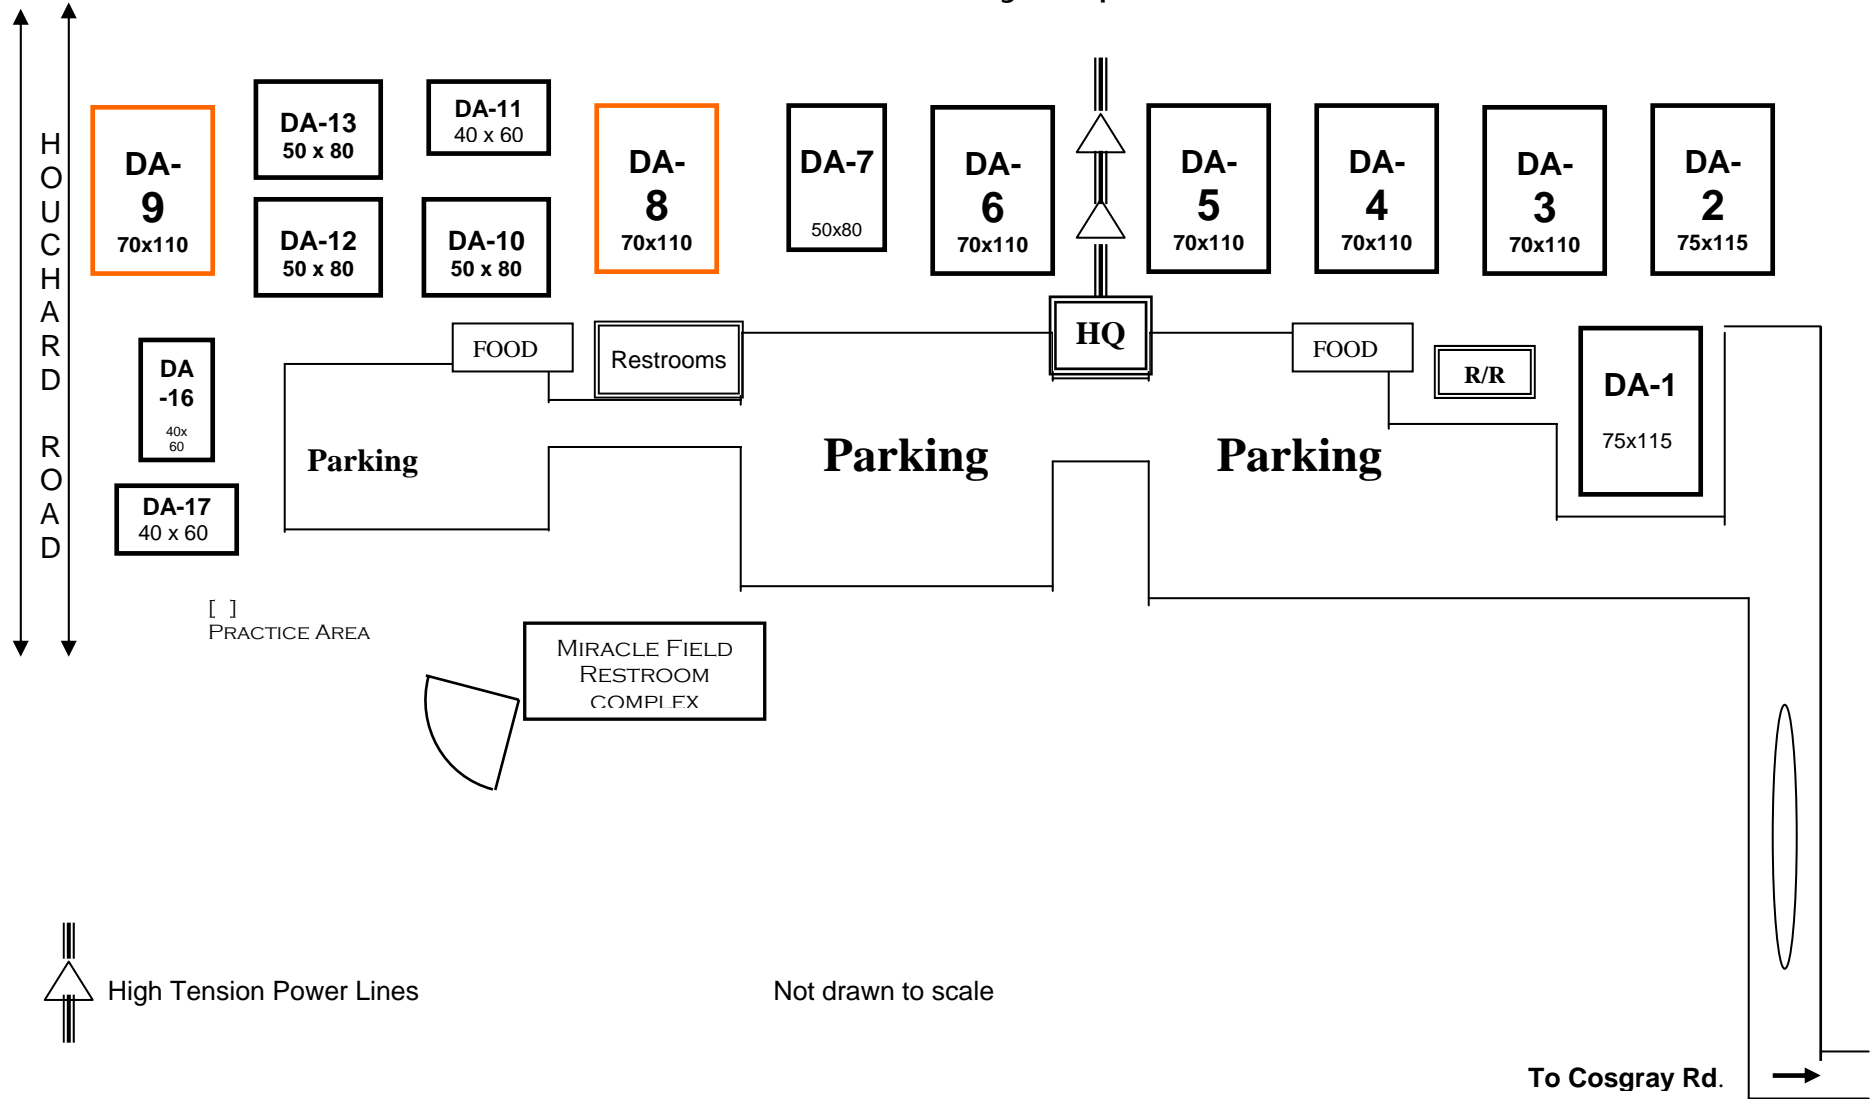 HOUCHARD ROAD
DA-
9
70x110
DA-13
50 x 80
DA-11
40 x 60
DA-
8
70x110
DA-7
50x80
DA-
6
70x110
DA-
5
70x110
DA-
4
70x110
DA-
3
70x110
DA-
2
75x115
DA-12
50 x 80
DA-10
50 x 80
DA
-16
40x
60
FOOD
Restrooms
HQ
FOOD
R/R
DA-1
75x115
Parking
Parking
Parking
DA-17
40 x 60
[ ]
PRACTICE AREA
MIRACLE FIELD
RESTROOM
COMPLEX
High Tension Power Lines
Not drawn to scale
To Cosgray Rd.